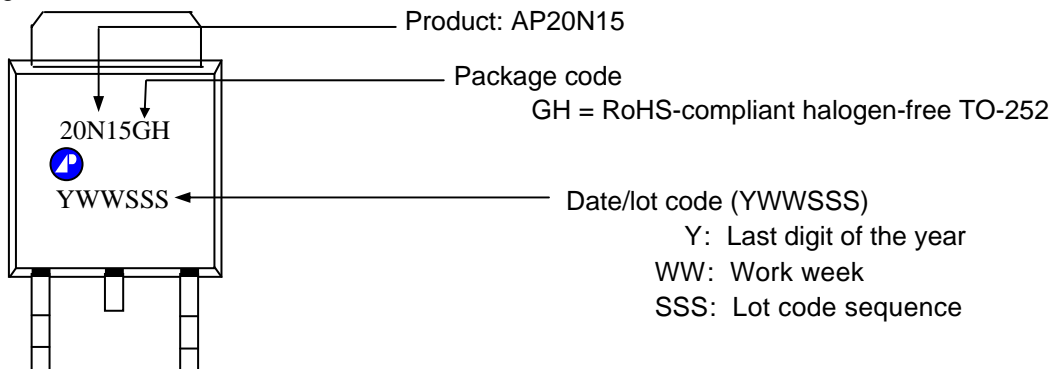 Product: AP20N15
Package code
GH = RoHS-compliant halogen-free TO-252
20N15GH
YWWSSS
Date/lot code (YWWSSS)
Y: Last digit of the year
WW: Work week
SSS: Lot code sequence